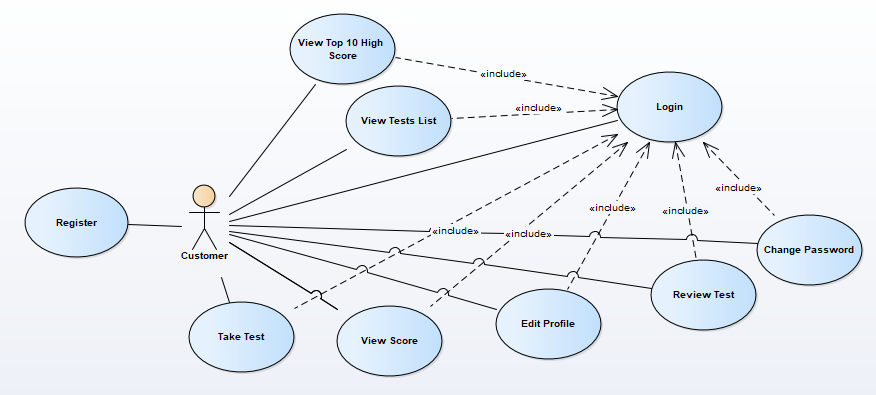 View Top 10 High
Score
«include»
View Tests List
«include»
Login
«include»
Register
«include»
«include»
«include»
«include»
Customer
Change Password
Review Test
Take Test
View Score
Edit Profile